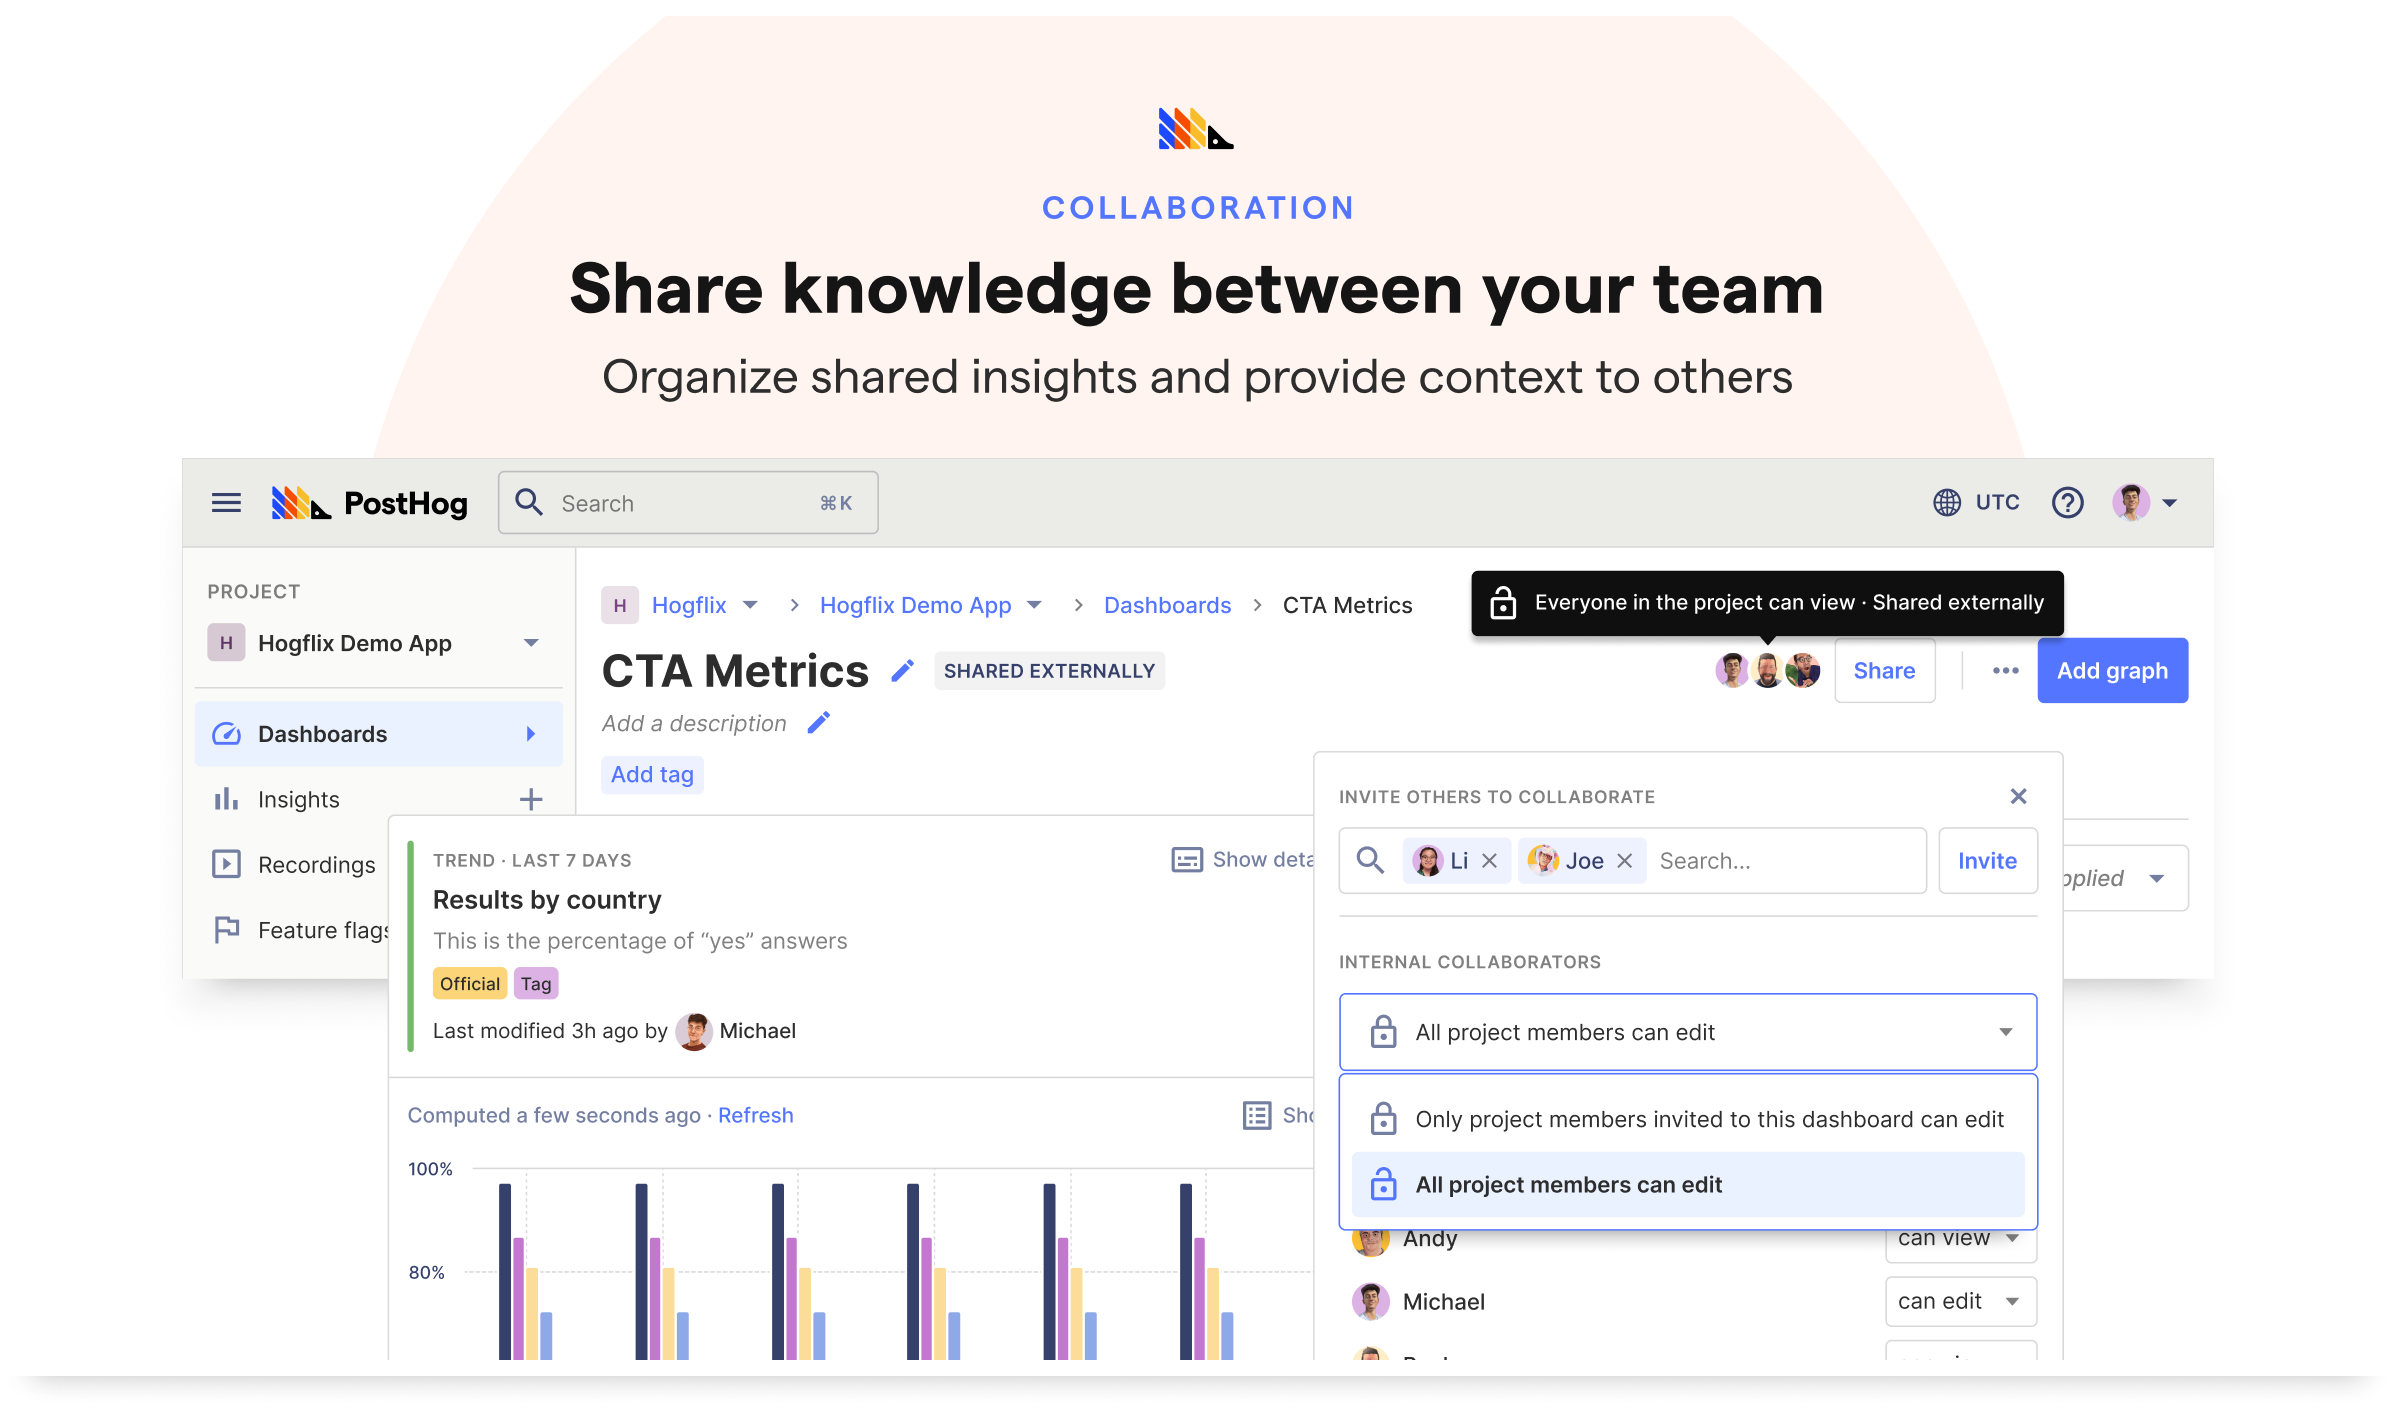 COLLABORATION
Share knowledge between your team
Organize shared insights and provide context to others
PostHog
Search
⌘K
UTC
PROJECT
H
Hogflix Demo App
Dashboards
Insights
Recordings
Feature flags
H
Hogflix
Hogflix Demo App
Dashboards
CTA Metrics
Everyone in the project can view · Shared externally
CTA Metrics
SHARED EXTERNALLY
Share
Add graph
Add a description
Add tag
TREND · LAST 7 DAYS
Show
Results by country
This is the percentage of “yes” answers
Official
Tag
Last modified 3h ago by Michael
Computed a few seconds ago · Refresh
100%
80%
INVITE OTHERS TO COLLABORATE
Li
Joe
Search...
Invite
INTERNAL COLLABORATORS
All project members can edit
Only project members invited to this dashboard can edit
All project members can edit
Andy
can view
Michael
can edit